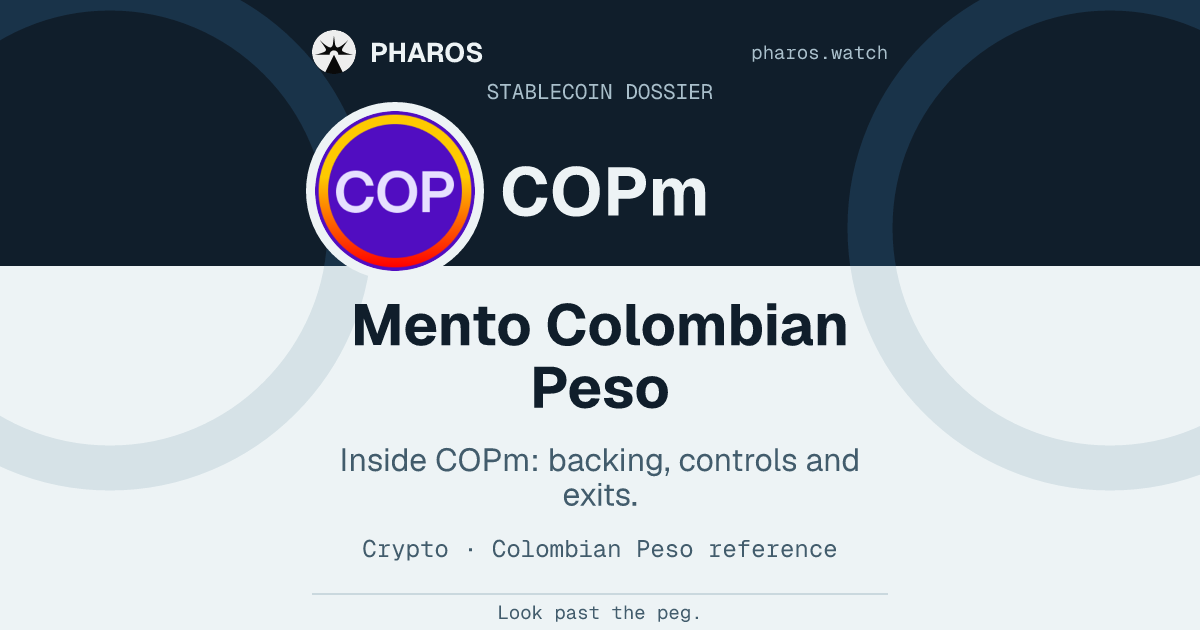 PHAROS
pharos.watch
STABLECOIN DOSSIER
COP
COPm
Mento Colombian
Peso
Inside COPm: backing, controls and
exits.
Crypto · Colombian Peso reference
Look past the peg.